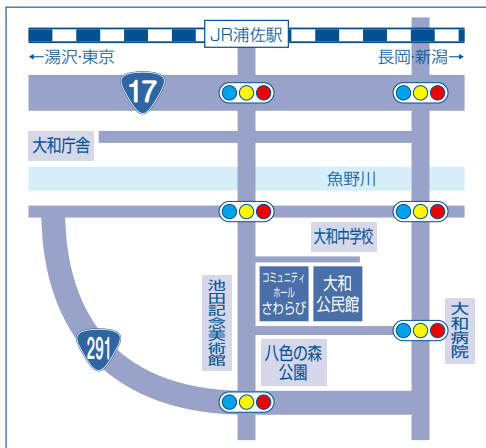 JR浦佐駅
←湯沢・東京
長岡・新潟→
17
大和庁舎
魚野川
大和中学校
コミュニティ
ホール
さわらび
大和
公民館
池田記念美術館
大和病院
291
八色の森
公園